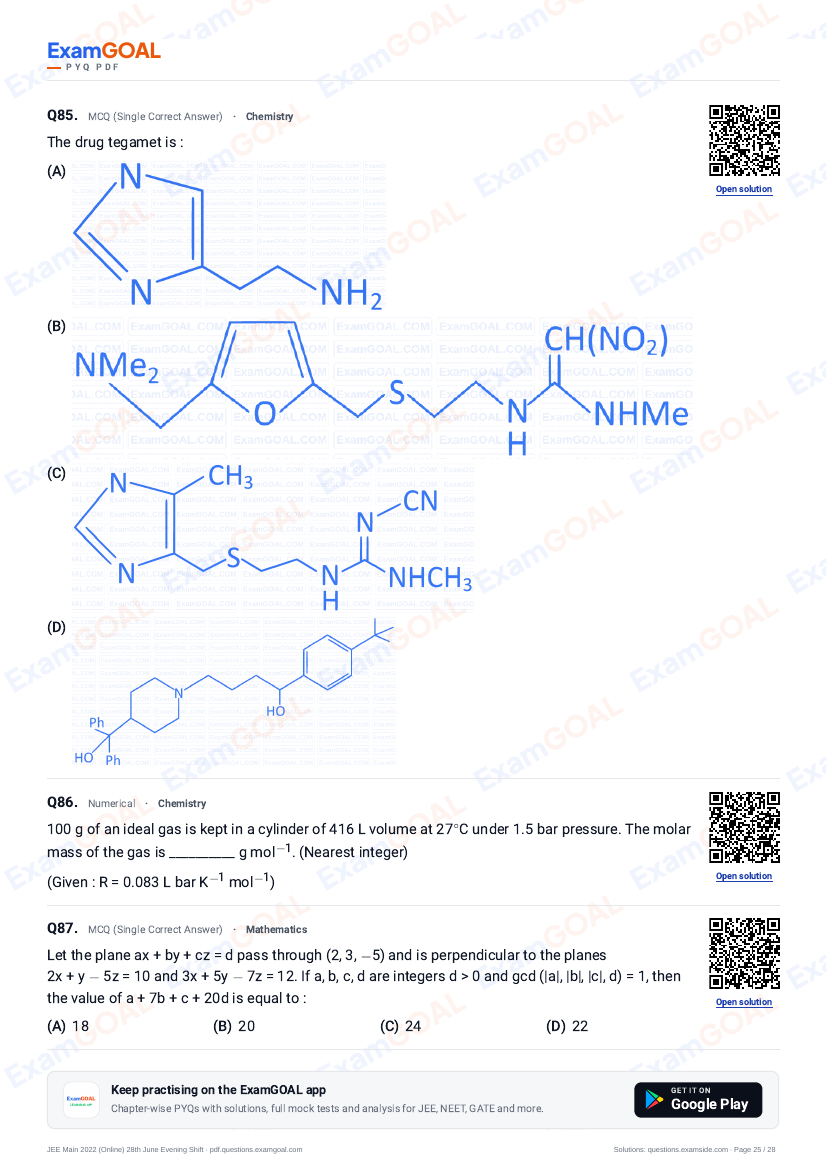 ExamGOAL
PYQ PDF
Q85. MCQ (Single Correct Answer) · Chemistry
Open solution
The drug tegamet is :
(A)
N
N
NH2
(B)
CH(NO2)
NMe2
S
O
N
H
NHMe
(C)
N
CH3
CN
N
S
N
N
H
NHCH3
(D)
N
HO
Ph
HO
Ph
Q86. Numerical · Chemistry
100 g of an ideal gas is kept in a cylinder of 416 L volume at 27°C under 1.5 bar pressure. The molar
mass of the gas is __________ g mol−1. (Nearest integer)
(Given : R = 0.083 L bar K−1 mol−1)
Open solution
Q87. MCQ (Single Correct Answer) · Mathematics
Let the plane ax + by + cz = d pass through (2, 3, −5) and is perpendicular to the planes
2x + y − 5z = 10 and 3x + 5y − 7z = 12. If a, b, c, d are integers d > 0 and gcd (|a|, |b|, |c|, d) = 1, then
the value of a + 7b + c + 20d is equal to :
Open solution
(A) 18 (B) 20 (C) 24 (D) 22
ExamGOAL
Keep practising on the ExamGOAL app
Chapter-wise PYQs with solutions, full mock tests and analysis for JEE, NEET, GATE and more.
GET IT ON
Google Play
JEE Main 2022 (Online) 28th June Evening Shift · pdf.questions.examgoal.com
Solutions: questions.examside.com · Page 25 / 28